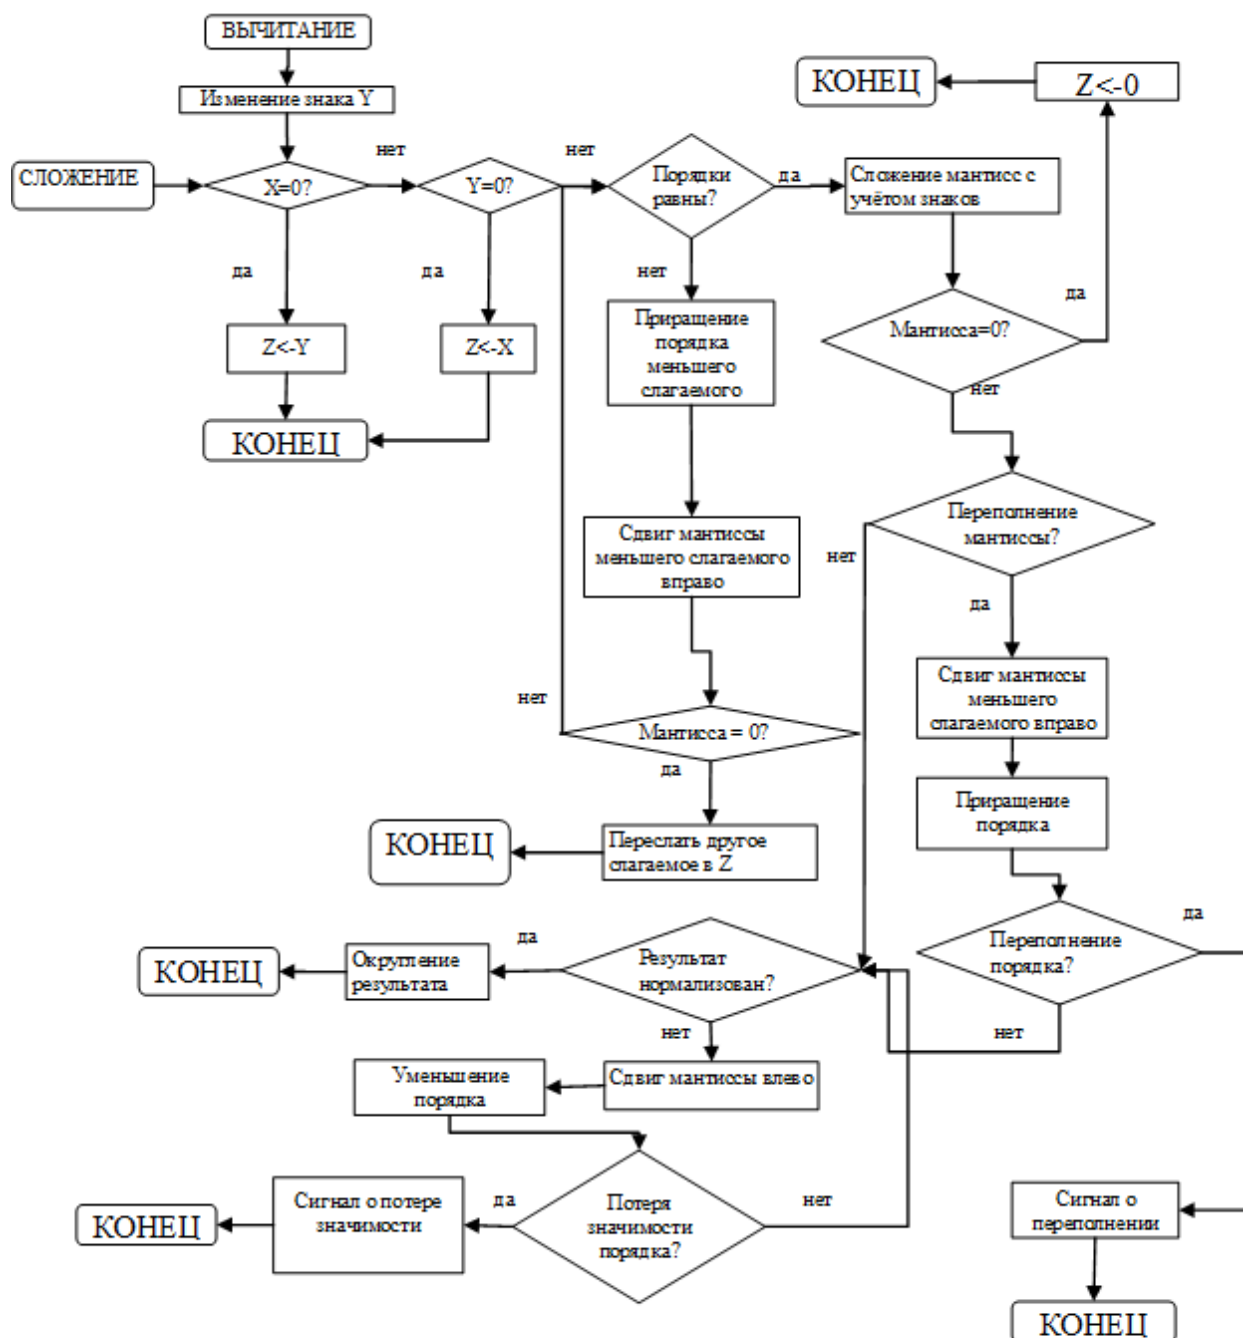 ВЫЧИТАНИЕ
Изменение знака Y
СЛОЖЕНИЕ
X=0?
нет
Y=0?
нет
Порядки
равны?
да
Сложение мантисс с
учётом знаков
КОНЕЦ
Z<-0
да
да
нет
да
Z<-Y
Z<-X
КОНЕЦ
Приращение
порядка
меньшего
слагаемого
Мантисса=0?
нет
Сдвиг мантиссы
меньшего слагаемого
вправо
Переполнение
мантиссы?
нет
да
нет
Мантисса = 0?
да
Сдвиг мантиссы
меньшего
слагаемого вправо
Приращение
порядка
КОНЕЦ
Переслать другое
слагаемое в Z
Переполнение
порядка?
да
нет
КОНЕЦ
Округление
результата
да
Результат
нормализован?
нет
Уменьшение
порядка
Сдвиг мантиссы влево
КОНЕЦ
Сигнал о потере
значимости
да
Потеря
значимости
порядка?
нет
Сигнал о
переполнении
КОНЕЦ